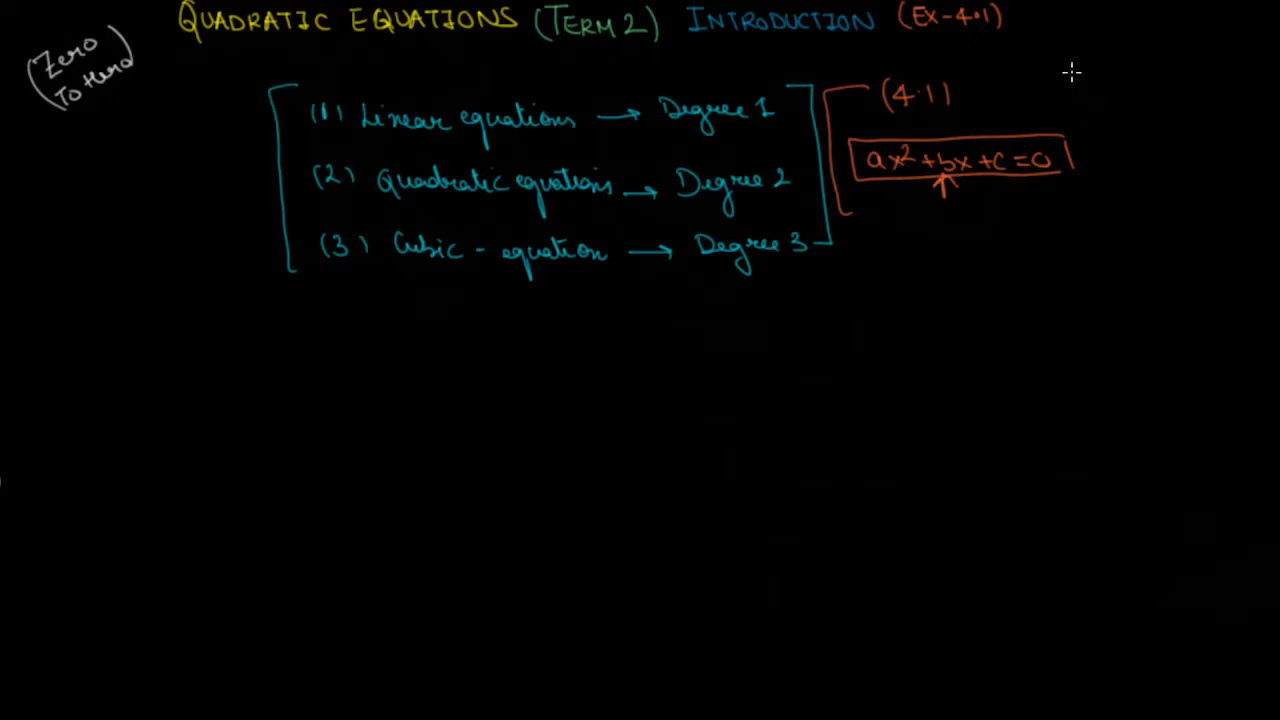 QUADRATIC EQUATIONS (TERM 2) INTRODUCTION (EX-4.1)
(Zero
To Hero)
(1) Linear equations → Degree 1
(2) Quadratic equations → Degree 2
(3) Cubic - equation → Degree 3
(4.1)
ax² + bx + c = 0